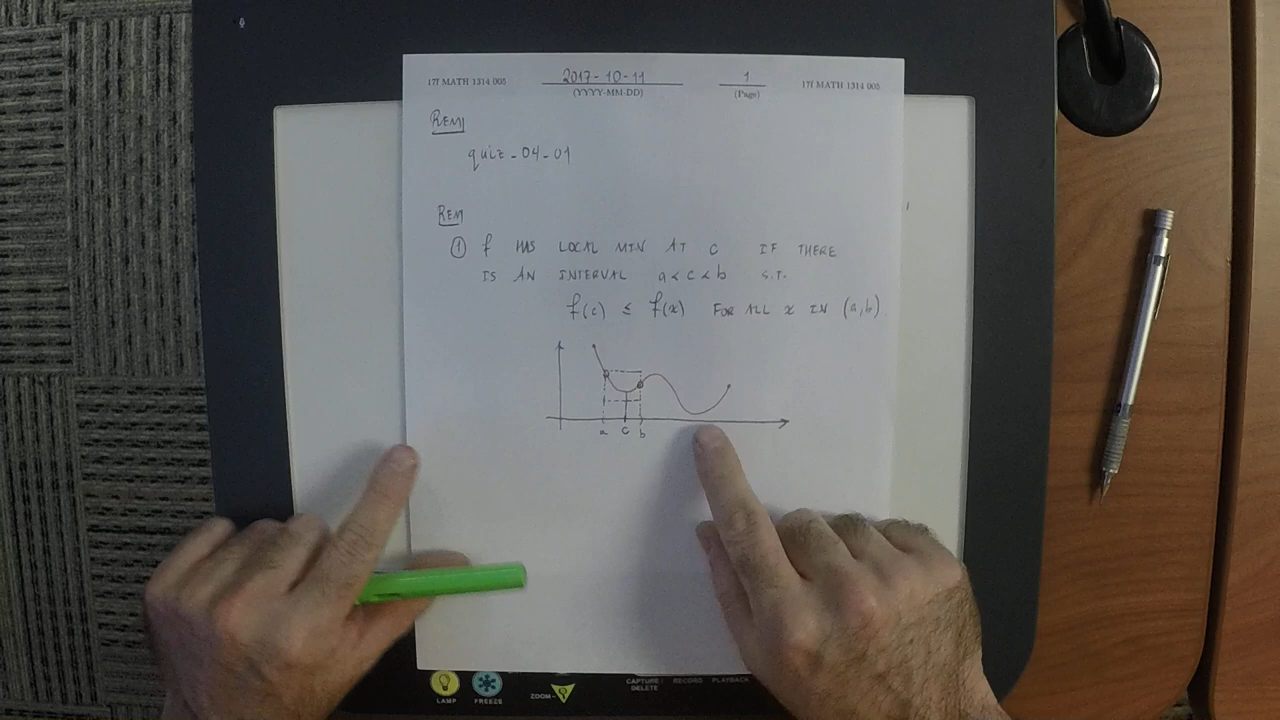 17F MATH 1314 005 2017-10-11 1 17F MATH 1314 005
(YYYY-MM-DD) (Page)
REM
quiz-04-01
REM
① f HAS LOCAL MIN AT c IF THERE
IS AN INTERVAL a < c < b S.T.
f(c) ≤ f(x) FOR ALL x IN (a,b)
a c b
LAMP FREEZE ZOOM CAPTURE/ RECORD PLAYBACK
DELETE